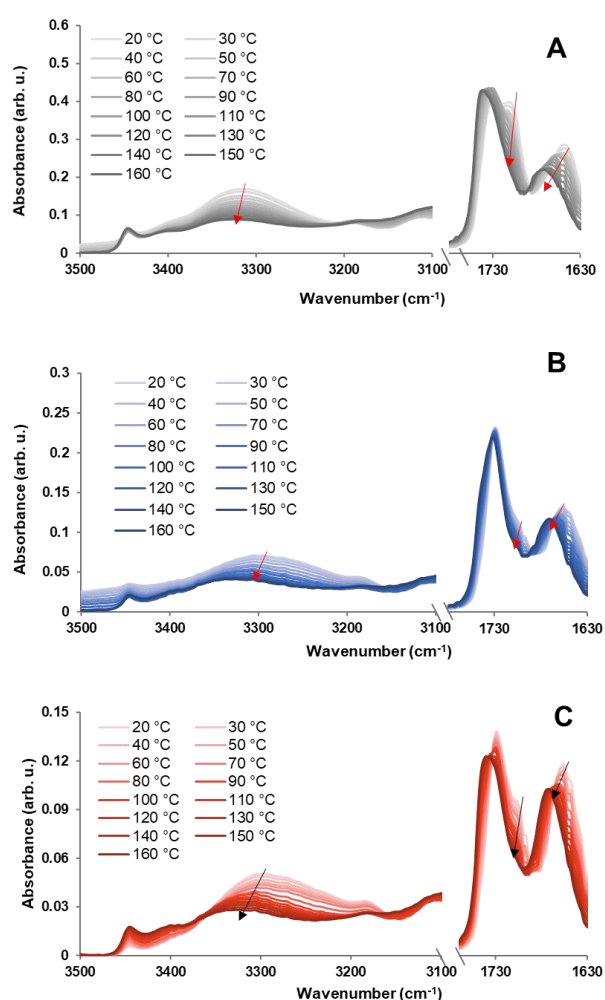 A
Absorbance (arb. u.)
0.6
0.5
0.4
0.3
0.2
0.1
0
20 °C 30 °C
40 °C 50 °C
60 °C 70 °C
80 °C 90 °C
100 °C 110 °C
120 °C 130 °C
140 °C 150 °C
160 °C
3500 3400 3300 3200 3100 1730 1630
Wavenumber (cm-1)
B
Absorbance (arb. u.)
0.3
0.25
0.2
0.15
0.1
0.05
0
20 °C 30 °C
40 °C 50 °C
60 °C 70 °C
80 °C 90 °C
100 °C 110 °C
120 °C 130 °C
140 °C 150 °C
160 °C
3500 3400 3300 3200 3100 1730 1630
Wavenumber (cm-1)
C
Absorbance (arb. u.)
0.15
0.12
0.09
0.06
0.03
0
20 °C 30 °C
40 °C 50 °C
60 °C 70 °C
80 °C 90 °C
100 °C 110 °C
120 °C 130 °C
140 °C 150 °C
160 °C
3500 3400 3300 3200 3100 1730 1630
Wavenumber (cm-1)